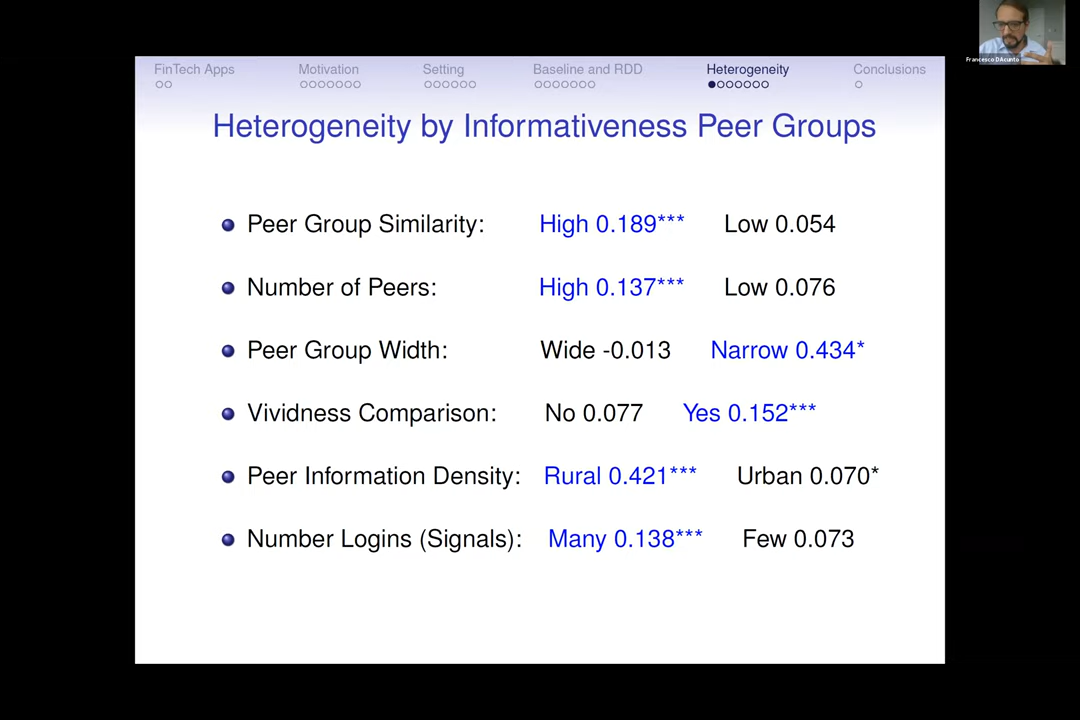 FinTech Apps Motivation Setting Baseline and RDD Heterogeneity Conclusions
Heterogeneity by Informativeness Peer Groups
Peer Group Similarity: High 0.189*** Low 0.054
Number of Peers: High 0.137*** Low 0.076
Peer Group Width: Wide -0.013 Narrow 0.434*
Vividness Comparison: No 0.077 Yes 0.152***
Peer Information Density: Rural 0.421*** Urban 0.070*
Number Logins (Signals): Many 0.138*** Few 0.073
Francesco DAcunto